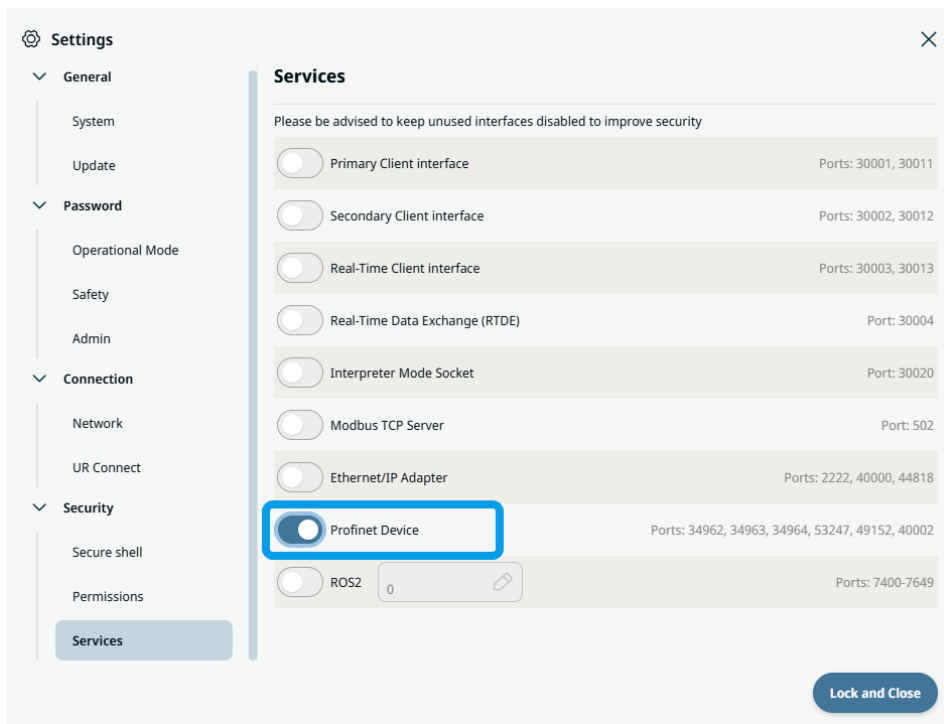 Settings
General
System
Update
Password
Operational Mode
Safety
Admin
Connection
Network
UR Connect
Security
Secure shell
Permissions
Services
Services
Please be advised to keep unused interfaces disabled to improve security
Primary Client interface Ports: 30001, 30011
Secondary Client interface Ports: 30002, 30012
Real-Time Client interface Ports: 30003, 30013
Real-Time Data Exchange (RTDE) Port: 30004
Interpreter Mode Socket Port: 30020
Modbus TCP Server Port: 502
Ethernet/IP Adapter Ports: 2222, 40000, 44818
Profinet Device Ports: 34962, 34963, 34964, 53247, 49152, 40002
ROS2 0 Ports: 7400-7649
Lock and Close